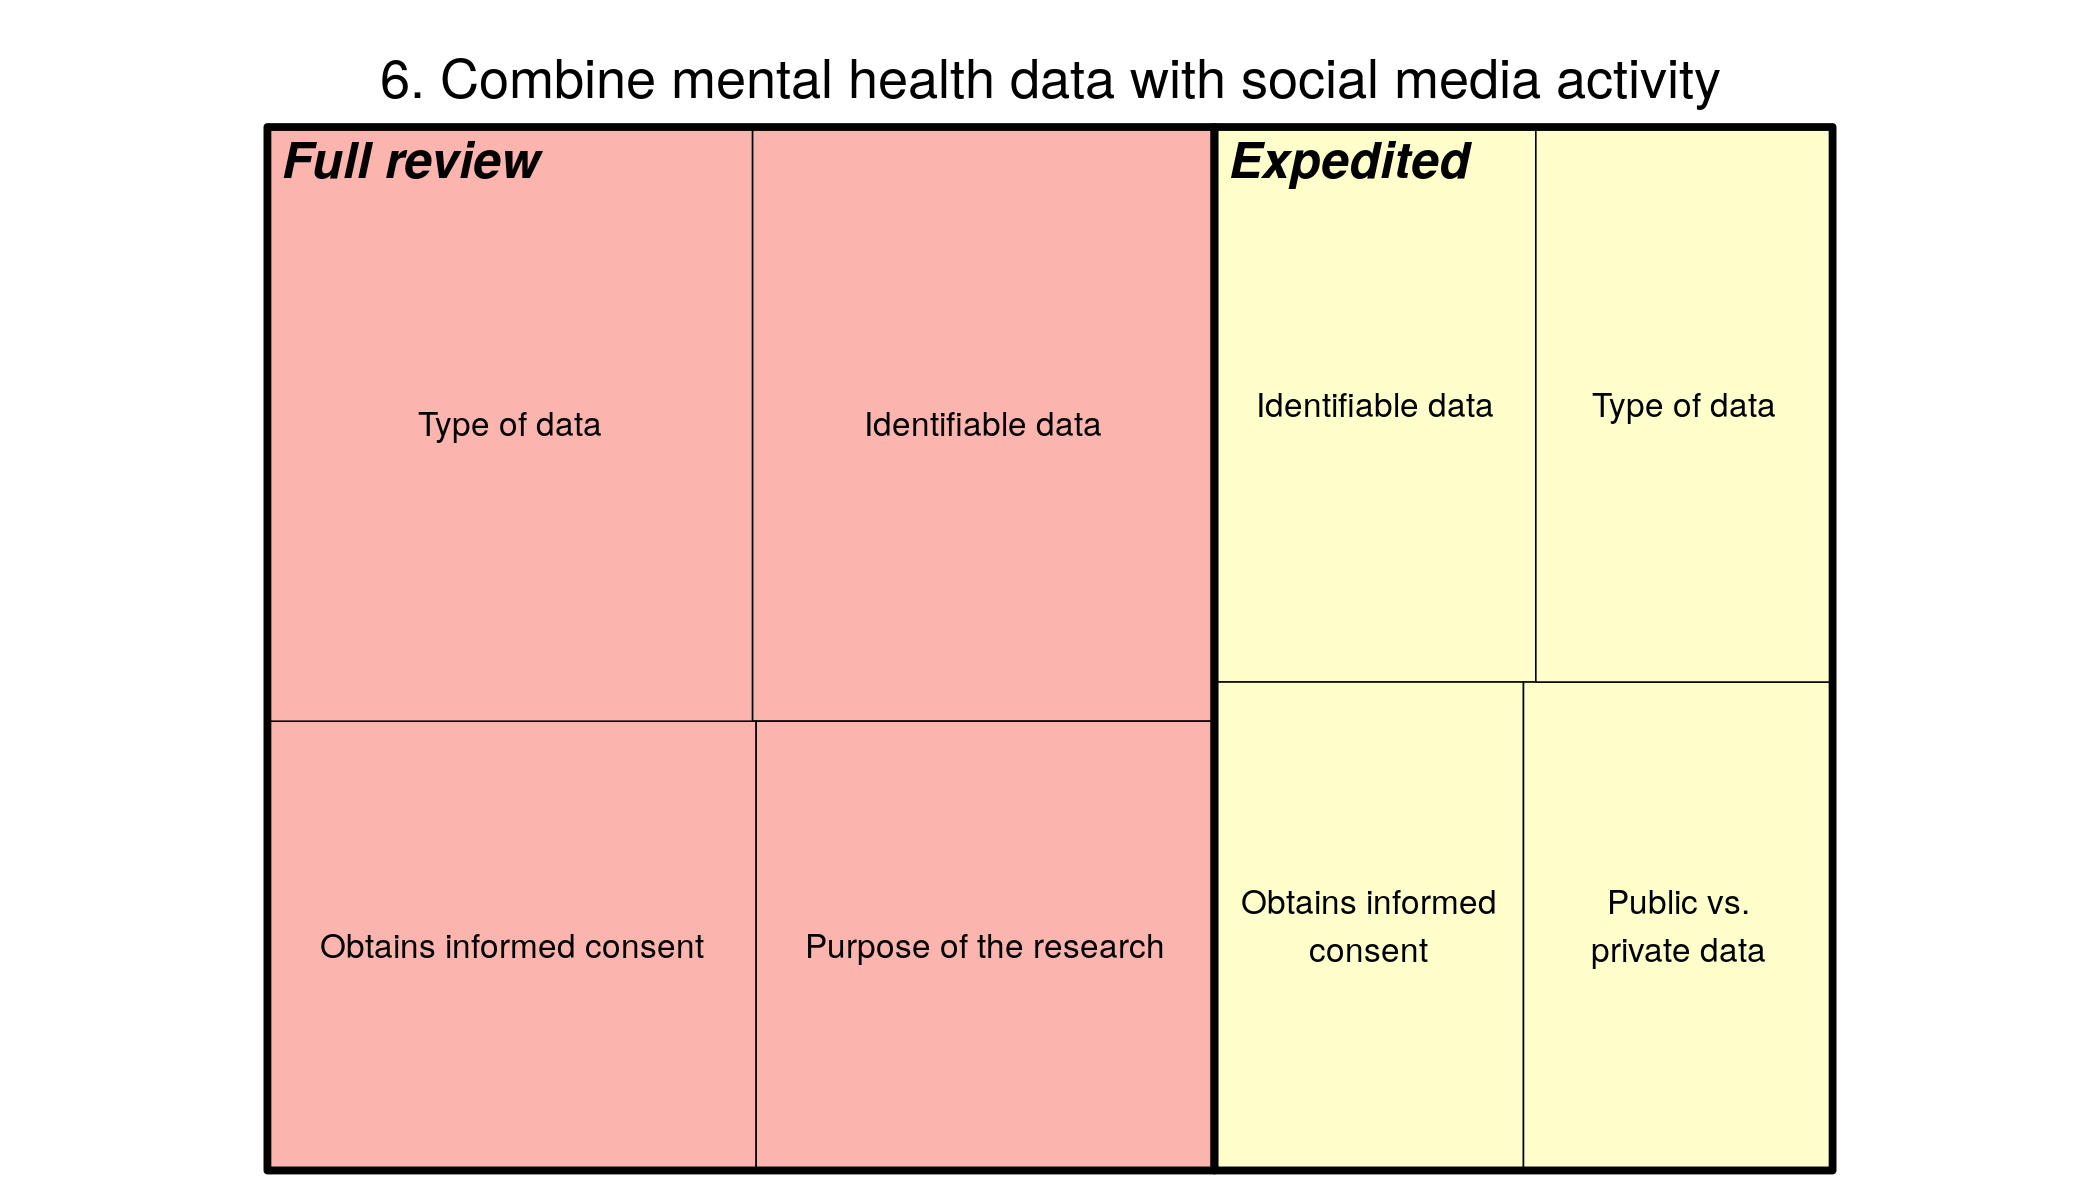 6. Combine mental health data with social media activity
Full review
Expedited
Type of data
Identifiable data
Identifiable data
Type of data
Obtains informed consent
Purpose of the research
Obtains informed
consent
Public vs.
private data